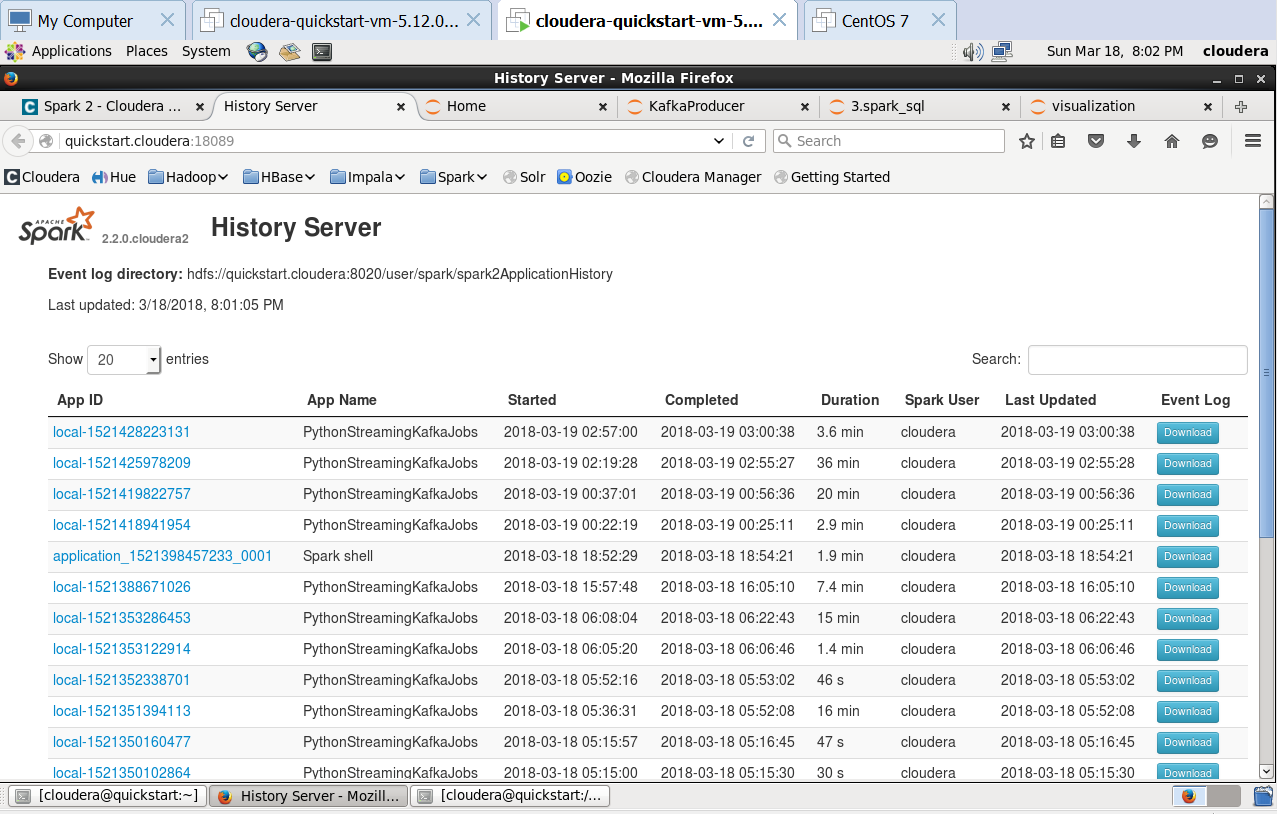 My Computer cloudera-quickstart-vm-5.12.0... cloudera-quickstart-vm-5.... CentOS 7
Applications Places System Sun Mar 18, 8:02 PM cloudera
History Server - Mozilla Firefox
Spark 2 - Cloudera ... History Server Home KafkaProducer 3.spark_sql visualization
quickstart.cloudera:18089 Search
Cloudera Hue Hadoop HBase Impala Spark Solr Oozie Cloudera Manager Getting Started
APACHE Spark 2.2.0.cloudera2 History Server
Event log directory: hdfs://quickstart.cloudera:8020/user/spark/spark2ApplicationHistory
Last updated: 3/18/2018, 8:01:05 PM
Show 20 entries Search:
App ID App Name Started Completed Duration Spark User Last Updated Event Log
local-1521428223131 PythonStreamingKafkaJobs 2018-03-19 02:57:00 2018-03-19 03:00:38 3.6 min cloudera 2018-03-19 03:00:38 Download
local-1521425978209 PythonStreamingKafkaJobs 2018-03-19 02:19:28 2018-03-19 02:55:27 36 min cloudera 2018-03-19 02:55:28 Download
local-1521419822757 PythonStreamingKafkaJobs 2018-03-19 00:37:01 2018-03-19 00:56:36 20 min cloudera 2018-03-19 00:56:36 Download
local-1521418941954 PythonStreamingKafkaJobs 2018-03-19 00:22:19 2018-03-19 00:25:11 2.9 min cloudera 2018-03-19 00:25:11 Download
application_1521398457233_0001 Spark shell 2018-03-18 18:52:29 2018-03-18 18:54:21 1.9 min cloudera 2018-03-18 18:54:21 Download
local-1521388671026 PythonStreamingKafkaJobs 2018-03-18 15:57:48 2018-03-18 16:05:10 7.4 min cloudera 2018-03-18 16:05:10 Download
local-1521353286453 PythonStreamingKafkaJobs 2018-03-18 06:08:04 2018-03-18 06:22:43 15 min cloudera 2018-03-18 06:22:43 Download
local-1521353122914 PythonStreamingKafkaJobs 2018-03-18 06:05:20 2018-03-18 06:06:46 1.4 min cloudera 2018-03-18 06:06:46 Download
local-1521352338701 PythonStreamingKafkaJobs 2018-03-18 05:52:16 2018-03-18 05:53:02 46 s cloudera 2018-03-18 05:53:02 Download
local-1521351394113 PythonStreamingKafkaJobs 2018-03-18 05:36:31 2018-03-18 05:52:08 16 min cloudera 2018-03-18 05:52:08 Download
local-1521350160477 PythonStreamingKafkaJobs 2018-03-18 05:15:57 2018-03-18 05:16:45 47 s cloudera 2018-03-18 05:16:45 Download
local-1521350102864 PythonStreamingKafkaJobs 2018-03-18 05:15:00 2018-03-18 05:15:30 30 s cloudera 2018-03-18 05:15:30 Download
[cloudera@quickstart:~] History Server - Mozill... [cloudera@quickstart:/...